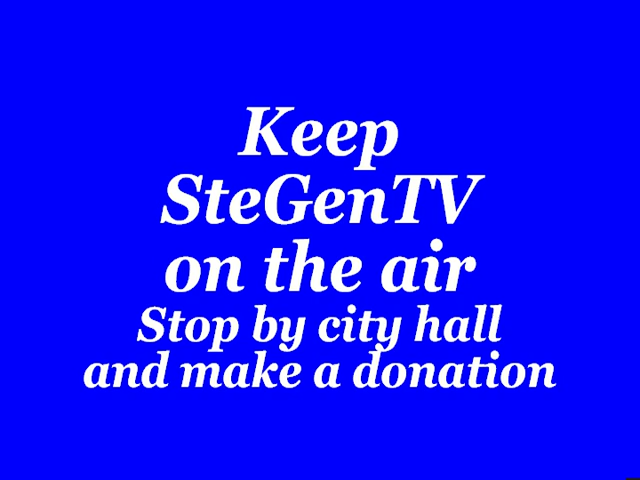 Keep
SteGenTV
on the air
Stop by city hall
and make a donation